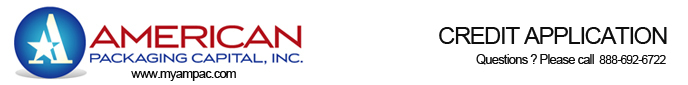 A AMERICAN
PACKAGING CAPITAL, INC.
www.myampac.com
CREDIT APPLICATION
Questions ? Please call 888-692-6722